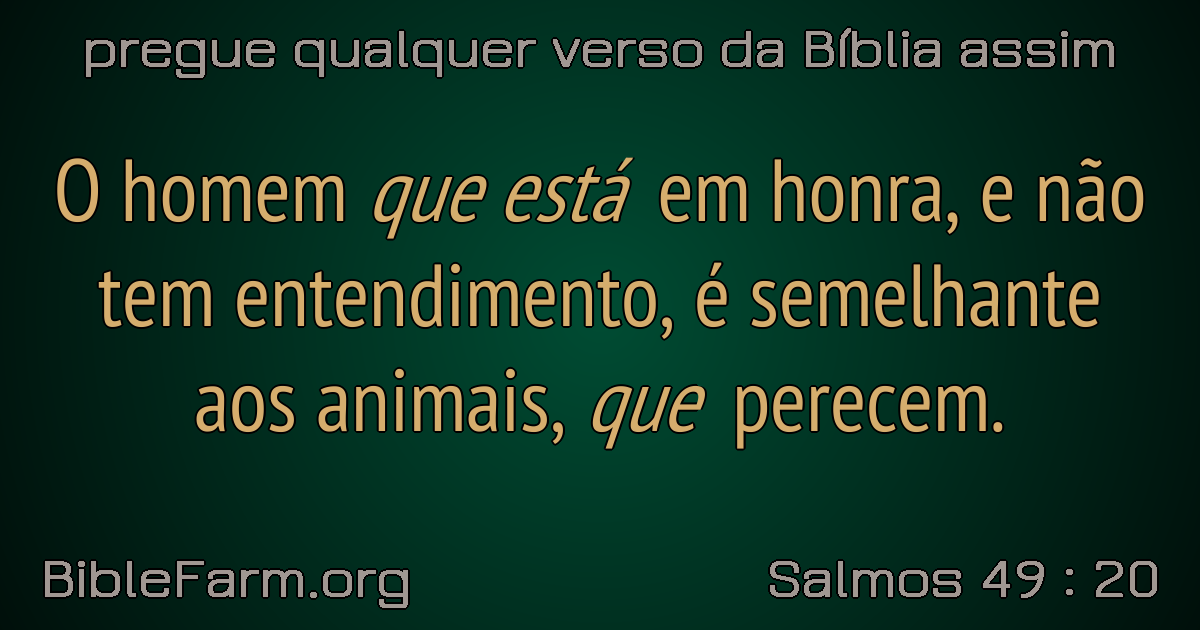 pregue qualquer verso da Bíblia assim
O homem que está em honra, e não
tem entendimento, é semelhante
aos animais, que perecem.
BibleFarm.org
Salmos 49 : 20